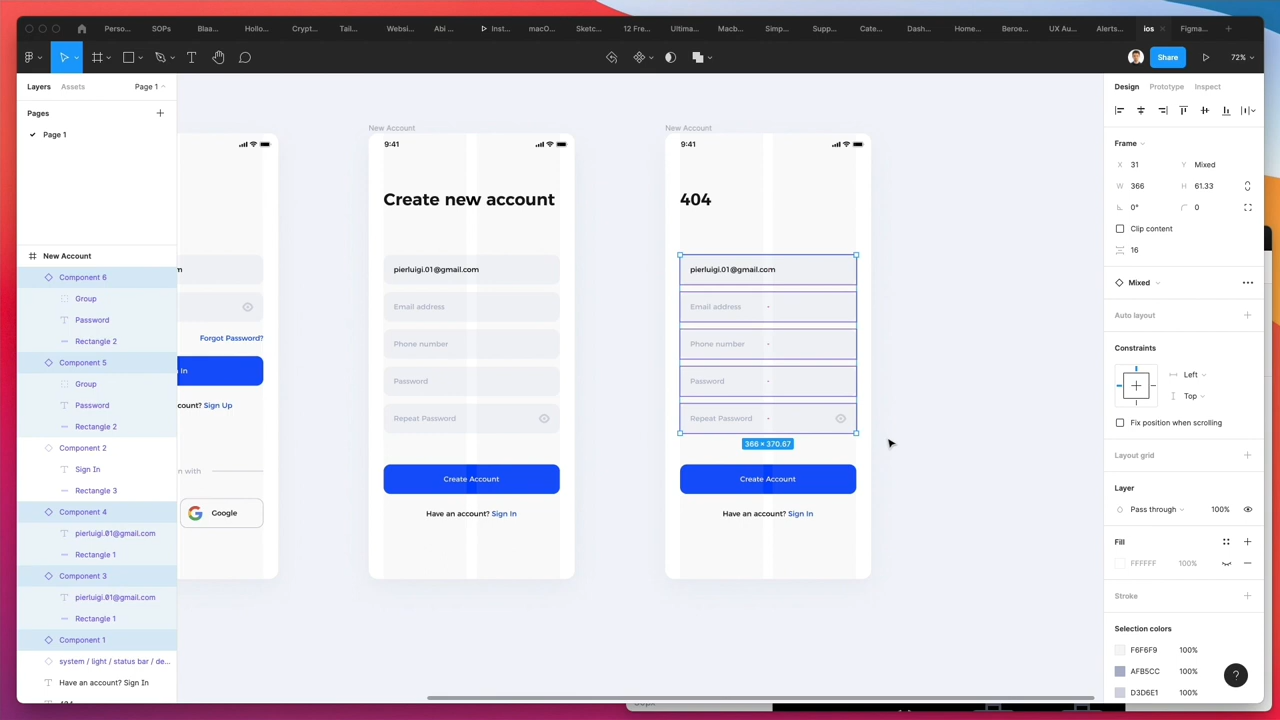 Perso... SOPs Blaa... Hollo... Crypt... Tail... Websi... Abi ... Inst... macO... Sketc... 12 Fre... Ultima... Macb... Simp... Supp... Cate... Dash... Home... Beroe... UX Au... Alerts... ios Figma...
Share 72%
Layers Assets Page 1
Pages
Page 1
New Account
Component 6
Group
Password
Rectangle 2
Component 5
Group
Password
Rectangle 2
Component 2
Sign In
Rectangle 3
Component 4
pierluigi.01@gmail.com
Rectangle 1
Component 3
pierluigi.01@gmail.com
Rectangle 1
Component 1
system / light / status bar / de...
Have an account? Sign In
404
m
Forgot Password?
In
count? Sign Up
n with
Google
New Account
9:41
Create new account
pierluigi.01@gmail.com
Email address
Phone number
Password
Repeat Password
Create Account
Have an account? Sign In
New Account
9:41
404
pierluigi.01@gmail.com
Email address
Phone number
Password
Repeat Password
366 × 370.67
Create Account
Have an account? Sign In
Design Prototype Inspect
Frame
X 31 Y Mixed
W 366 H 61.33
0° 0
Clip content
16
Mixed
Auto layout
Constraints
Left
Top
Fix position when scrolling
Layout grid
Layer
Pass through 100%
Fill
FFFFFF 100%
Stroke
Selection colors
F6F6F9 100%
AFB5CC 100%
D3D6E1 100%
?